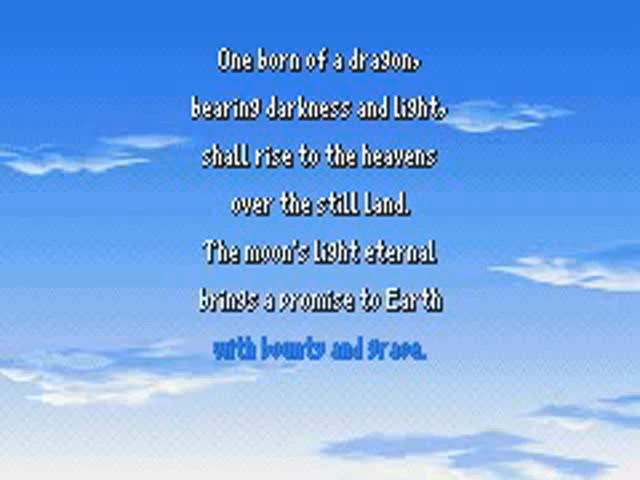 One born of a dragon,
bearing darkness and light,
shall rise to the heavens
over the still land.
The moon's light eternal
brings a promise to Earth
with bounty and grace.